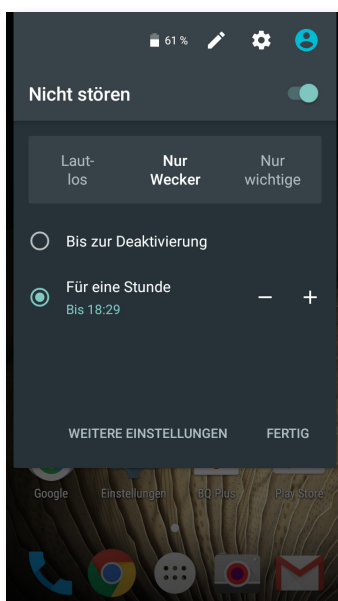 61 %
Nicht stören
Laut-
los
Nur
Wecker
Nur
wichtige
Bis zur Deaktivierung
Für eine Stunde
Bis 18:29
WEITERE EINSTELLUNGEN
FERTIG
Google
Einstellungen
BQ Plus
Play Store